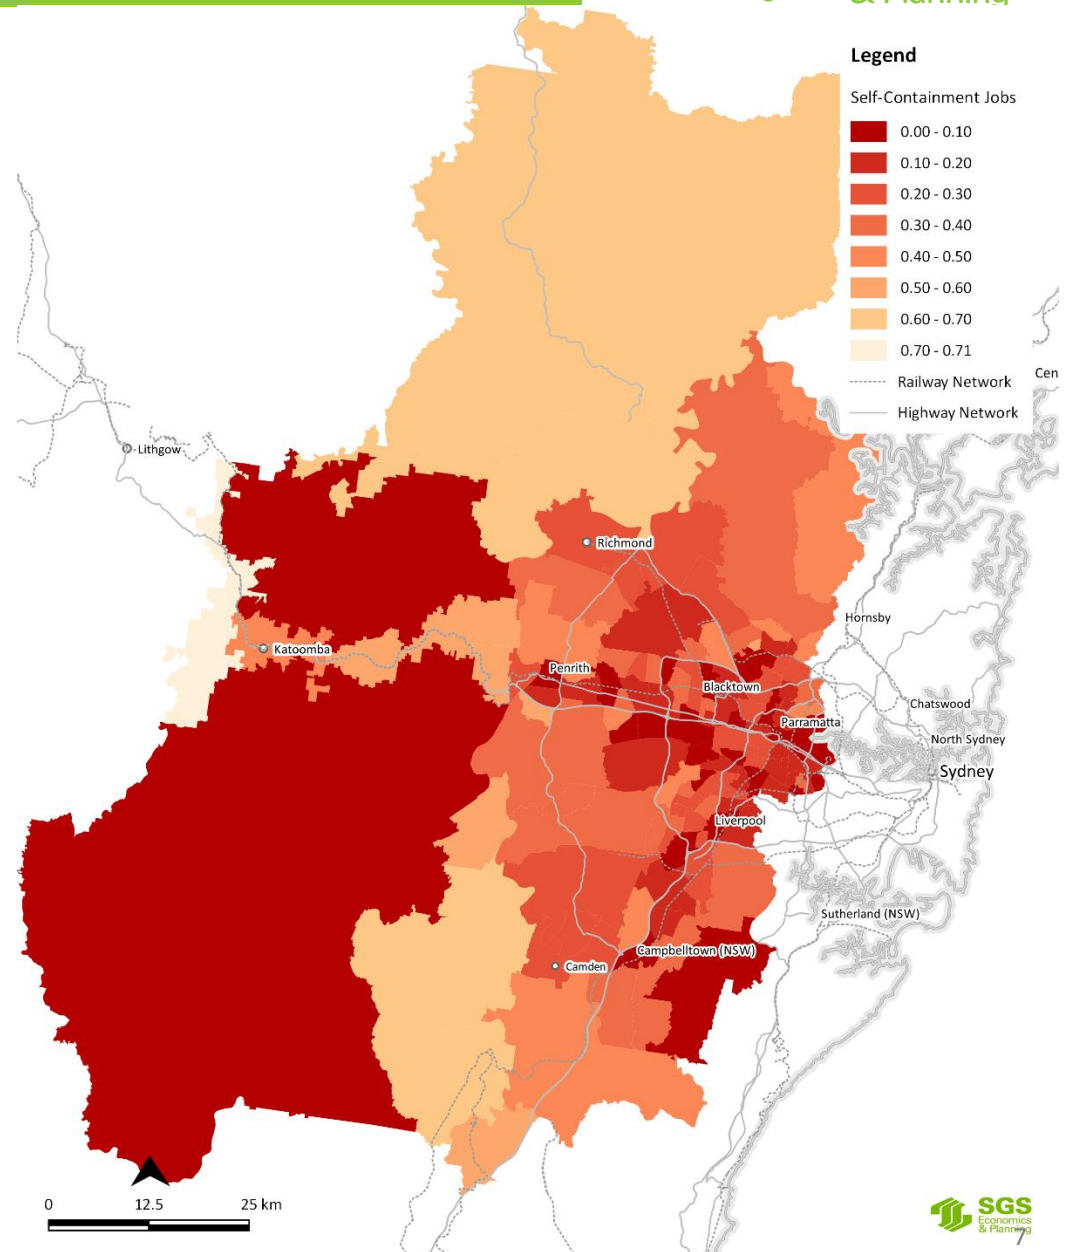 & Planning
Legend
Self-Containment Jobs
0.00 - 0.10
0.10 - 0.20
0.20 - 0.30
0.30 - 0.40
0.40 - 0.50
0.50 - 0.60
0.60 - 0.70
0.70 - 0.71
Railway Network
Cen
Highway Network
Lithgow
Richmond
Hornsby
Katoomba
Penrith
Blacktown
Chatswood
Parramatta
North Sydney
Sydney
Liverpool
Sutherland (NSW)
Campbelltown (NSW)
Camden
0 12.5 25 km
SGS
Economics
& Planning
7